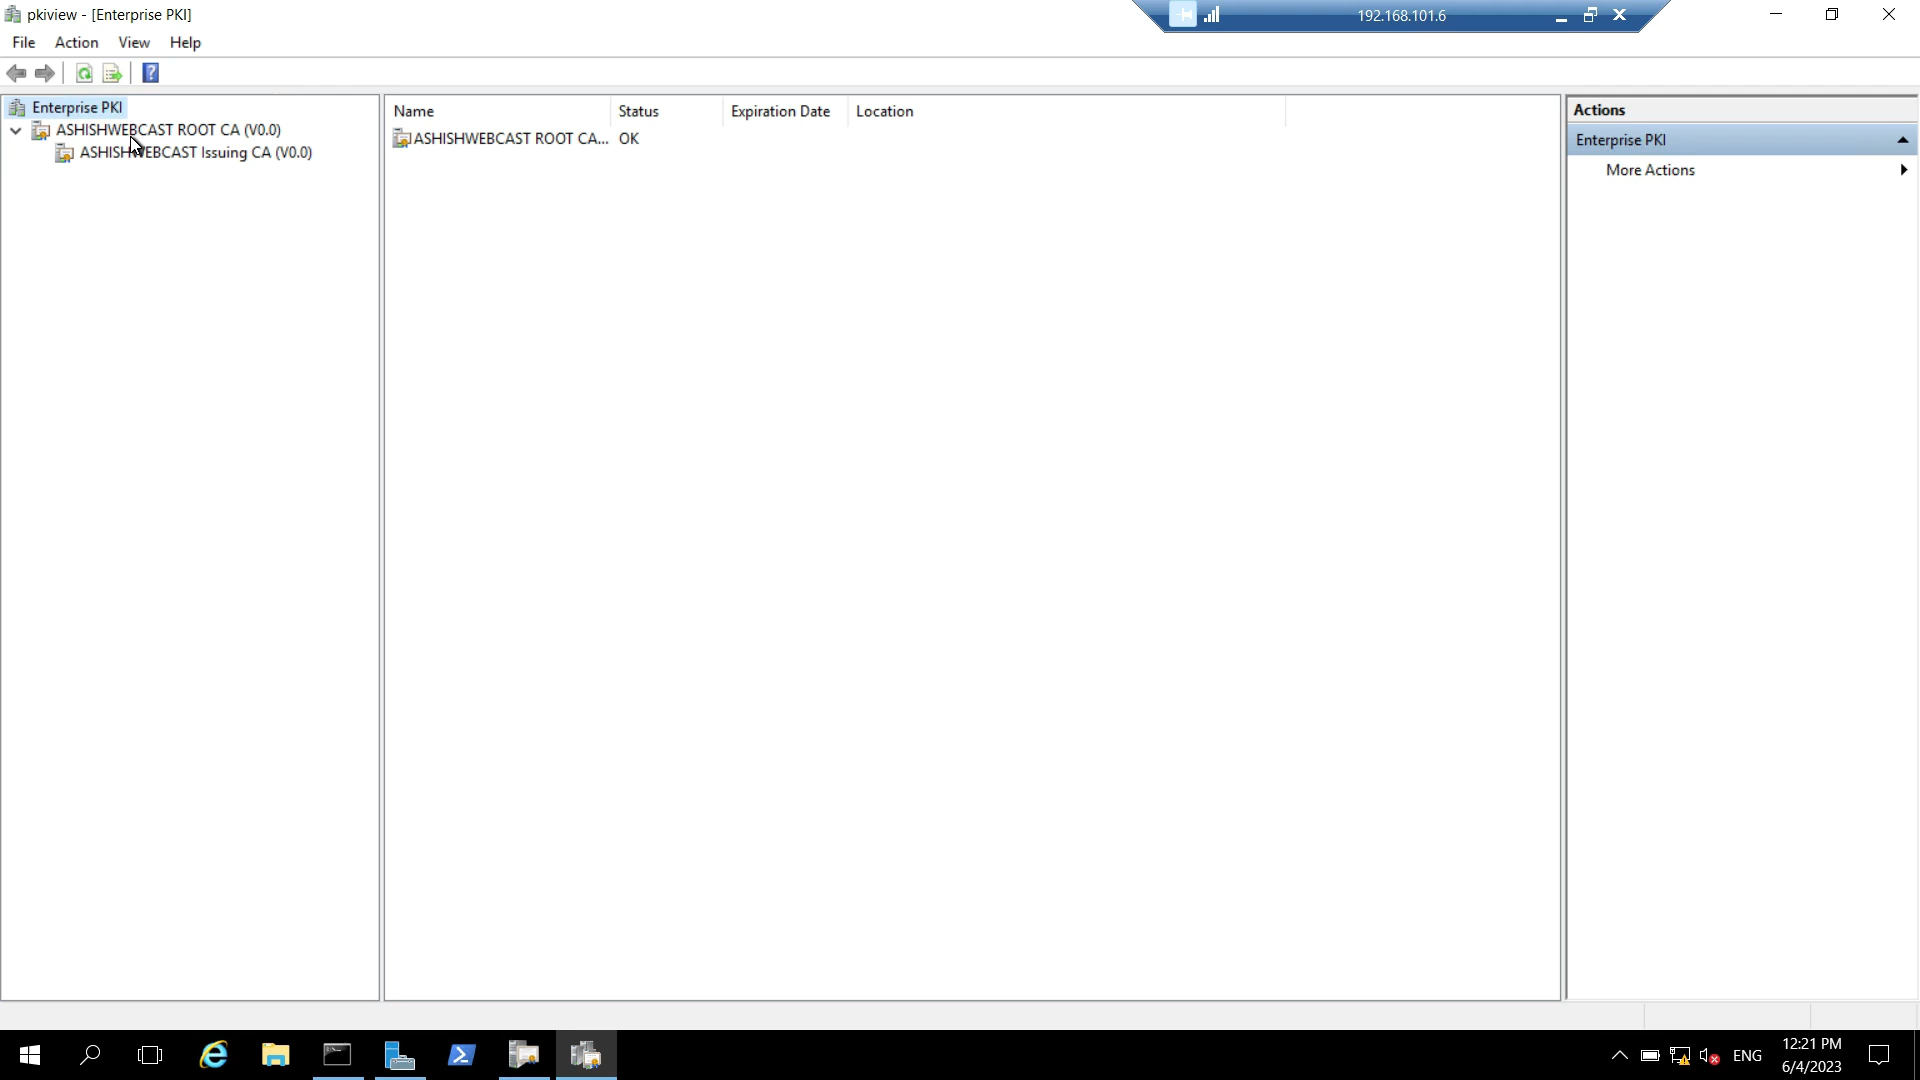 pkiview - [Enterprise PKI]
192.168.101.6
File Action View Help
Enterprise PKI
ASHISHWEBCAST ROOT CA (V0.0)
ASHISHWEBCAST Issuing CA (V0.0)
Name Status Expiration Date Location
ASHISHWEBCAST ROOT CA... OK
Actions
Enterprise PKI
More Actions
ENG
12:21 PM
6/4/2023